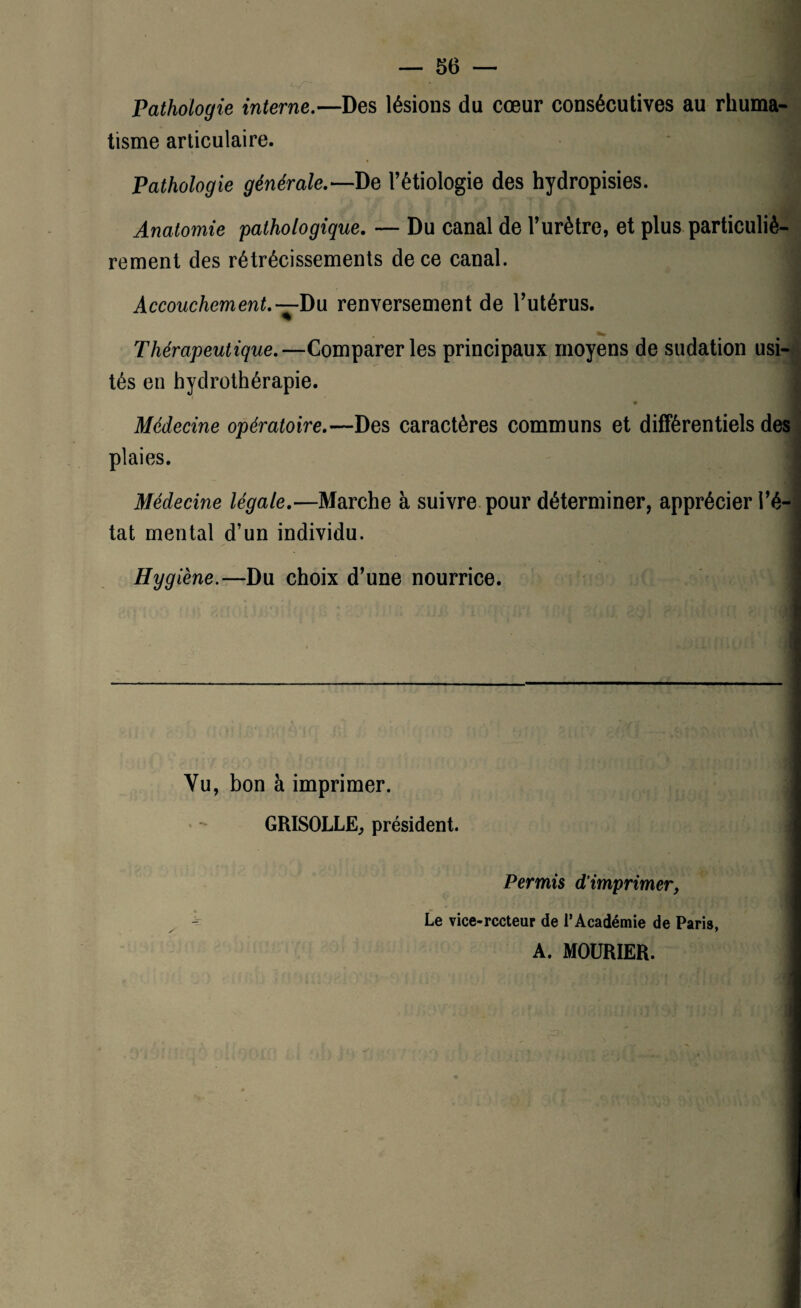 — 56 —
Pathologie interne.—Des lésions du cœur consécutives au rhuma-
tisme articulaire.
Pathologie générale.—De l'étiologie des hydropisies.
Anatomie pathologique. — Du canal de l'urètre, et plus particuliè-
rement des rétrécissements de ce canal.
Accouchement.—Du renversement de l'utérus.
Thérapeutique.—Comparer les principaux moyens de sudation usi-
tés en hydrothérapie.
Médecine opératoire.—Des caractères communs et différentiels des
plaies.
Médecine légale.—Marche à suivre pour déterminer, apprécier l'é-
tat mental d'un individu.
Hygiène.—Du choix d'une nourrice.
Vu, bon à imprimer.
GRISOLLE, président.
Permis d'imprimer,
Le vice-recteur de l'Académie de Paris,
A. MOURIER.